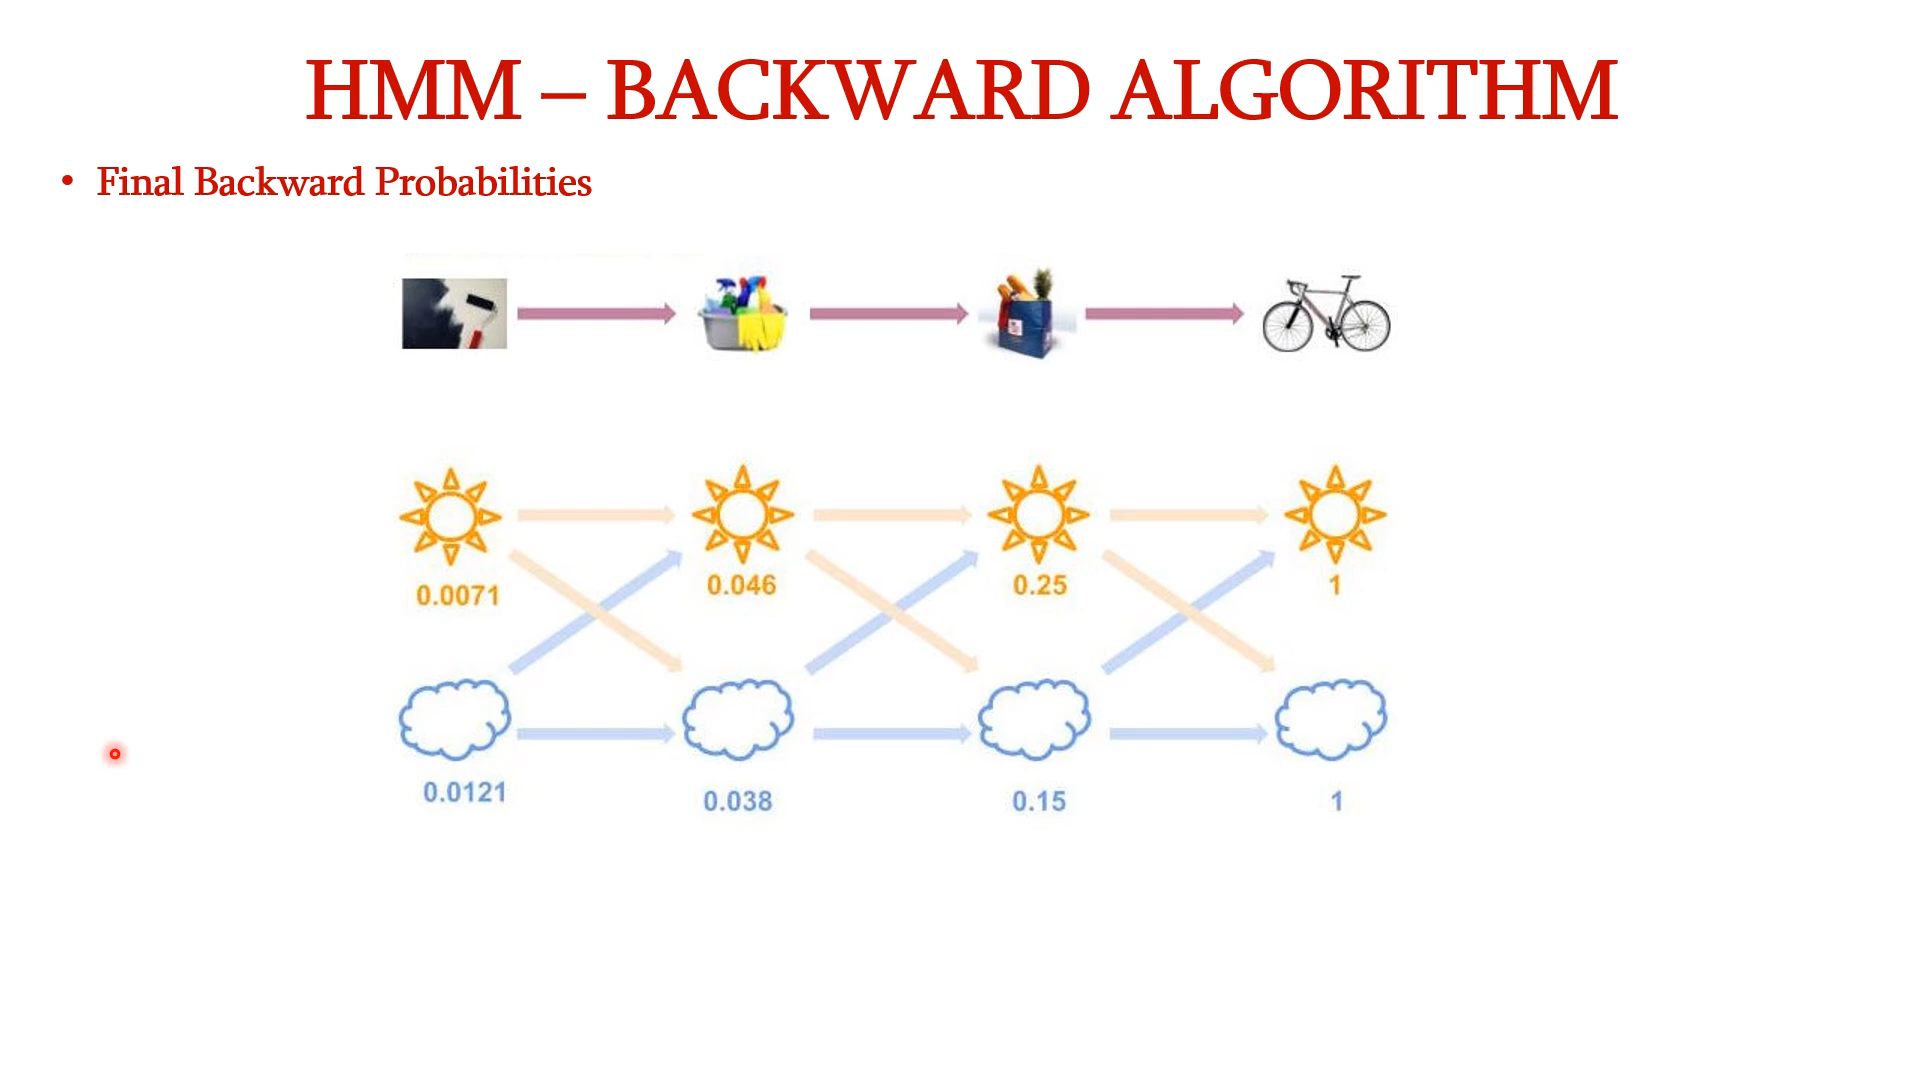 HMM – BACKWARD ALGORITHM
• Final Backward Probabilities
0.0071 0.046 0.25 1
0.0121 0.038 0.15 1